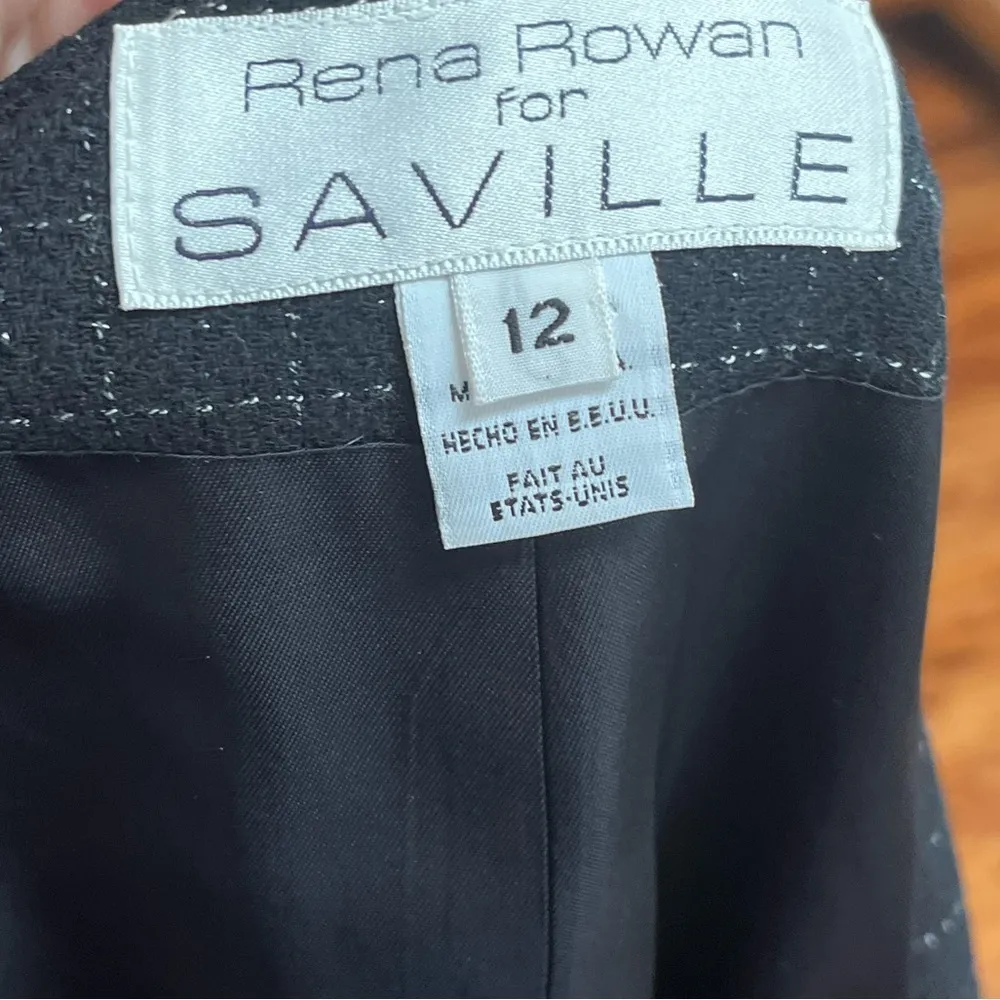 Rena Rowan
for
SAVILLE
12
HECHO EN E.E.U.U.
FAIT AU
ETATS-UNIS